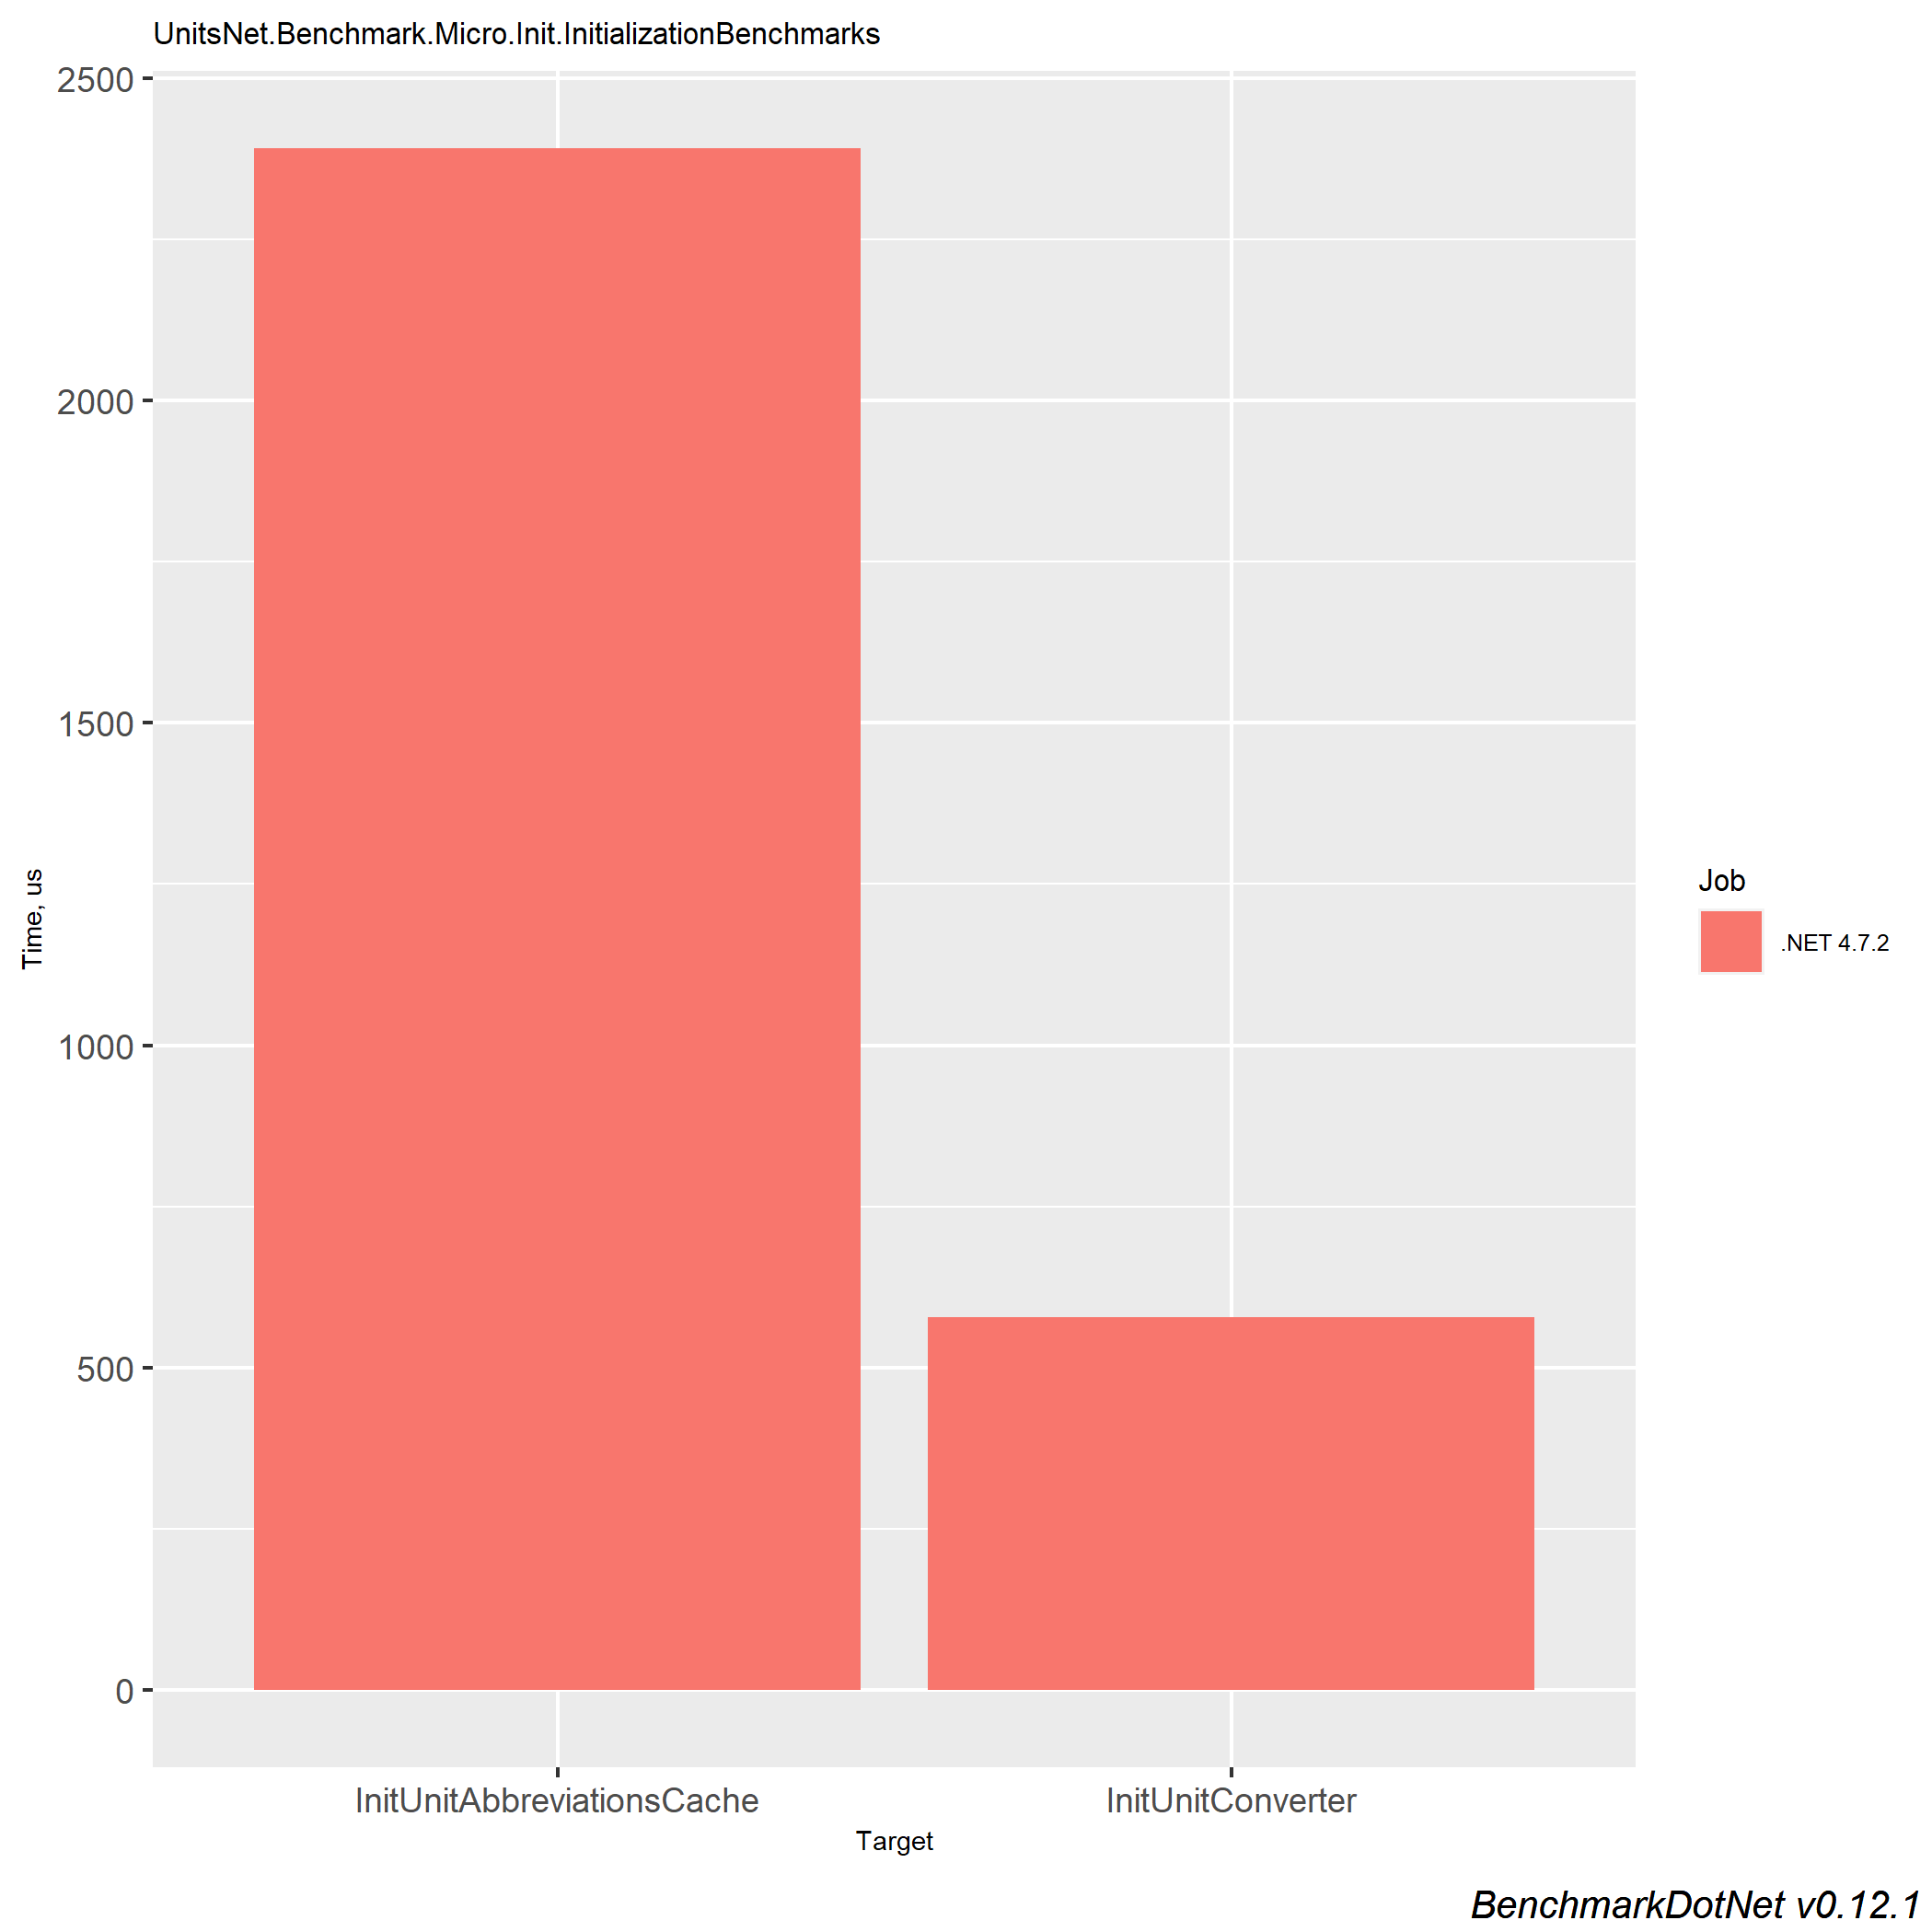 UnitsNet.Benchmark.Micro.Init.InitializationBenchmarks
2500
2000
1500
1000
500
0
Time, us
InitUnitAbbreviationsCache
InitUnitConverter
Target
Job
.NET 4.7.2
BenchmarkDotNet v0.12.1